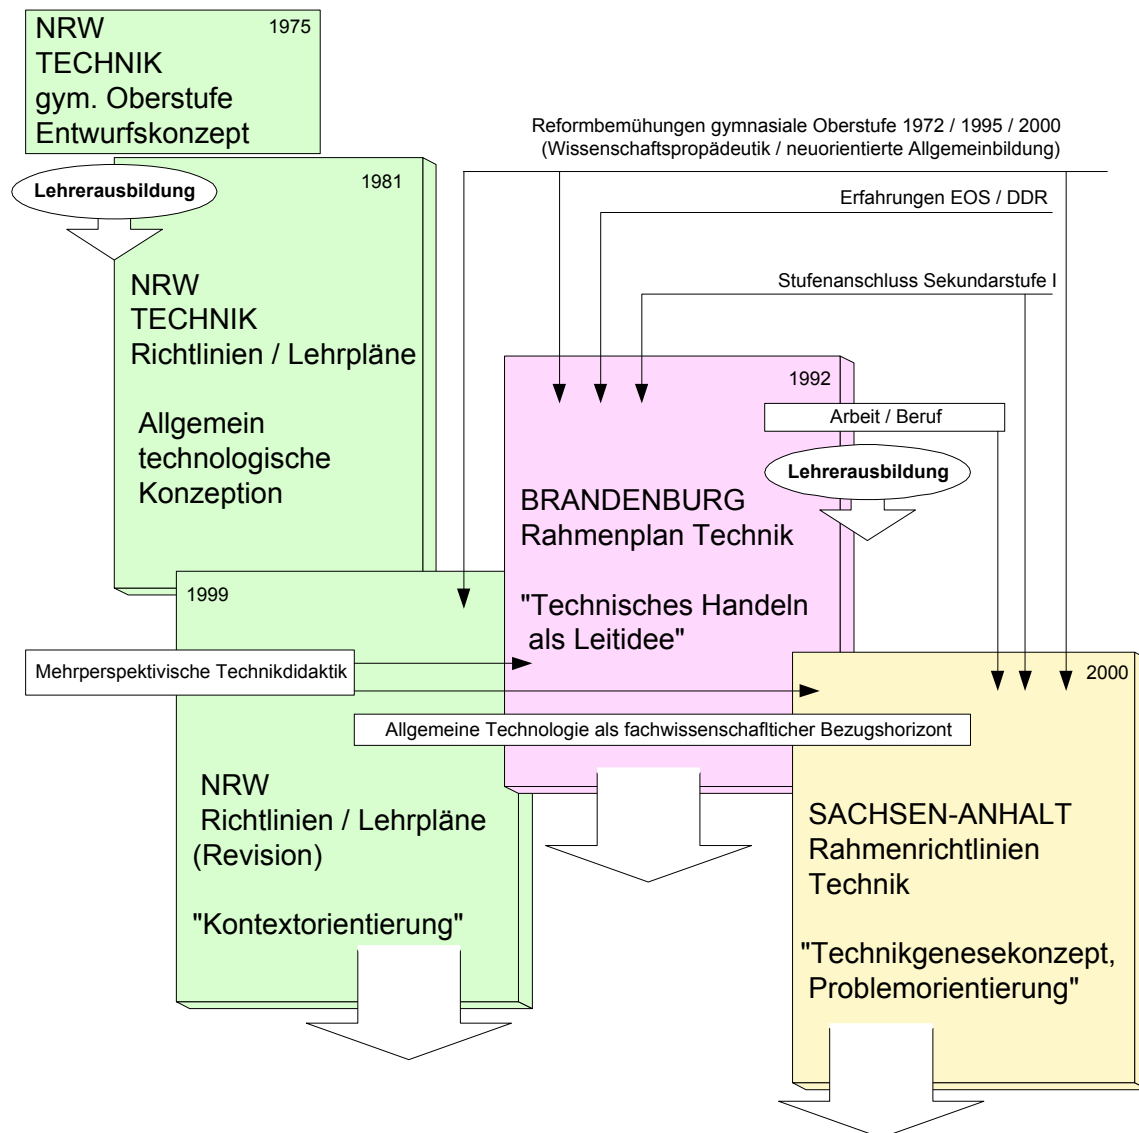 NRW
1975
TECHNIK
gym. Oberstufe
Entwurfskonzept
Lehrerausbildung
1981
NRW
TECHNIK
Richtlinien / Lehrpläne
Allgemein
technologische
Konzeption
Reformbemühungen gymnasiale Oberstufe 1972 / 1995 / 2000
(Wissenschaftspropädeutik / neuorientierte Allgemeinbildung)
Erfahrungen EOS / DDR
Stufenanschluss Sekundarstufe I
1992
Arbeit / Beruf
Lehrerausbildung
BRANDENBURG
Rahmenplan Technik
"Technisches Handeln
als Leitidee"
1999
Mehrperspektivische Technikdidaktik
Allgemeine Technologie als fachwissenschaflticher Bezugshorizont
NRW
Richtlinien / Lehrpläne
(Revision)
"Kontextorientierung"
2000
SACHSEN-ANHALT
Rahmenrichtlinien
Technik
"Technikgenesekonzept,
Problemorientierung"